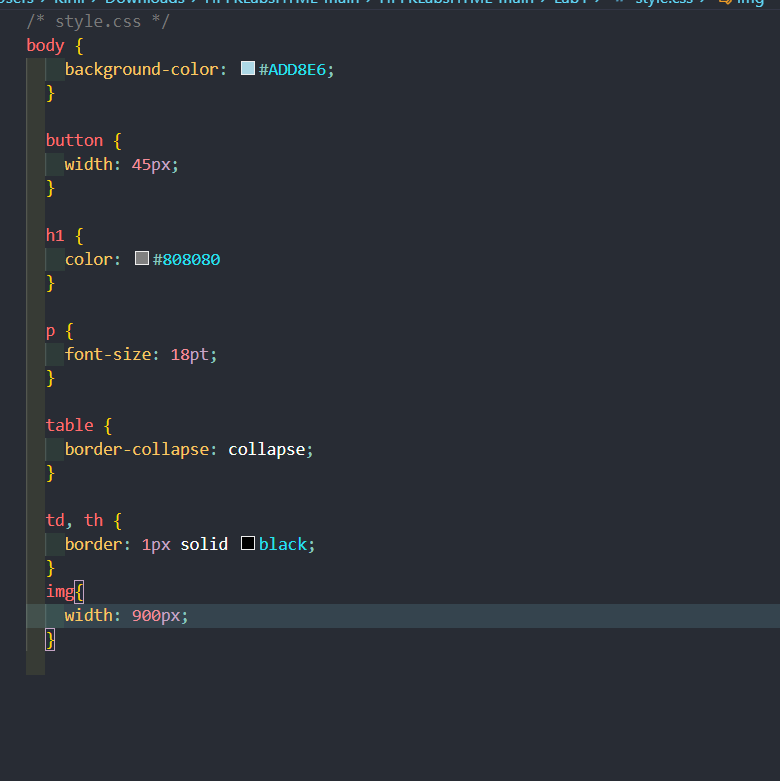 /* style.css */
body {
    background-color: #ADD8E6;
  }

  button {
    width: 45px;
  }

  h1 {
    color: #808080
  }

  p {
    font-size: 18pt;
  }

  table {
    border-collapse: collapse;
  }

  td, th {
    border: 1px solid black;
  }
  img{
    width: 900px;
  }